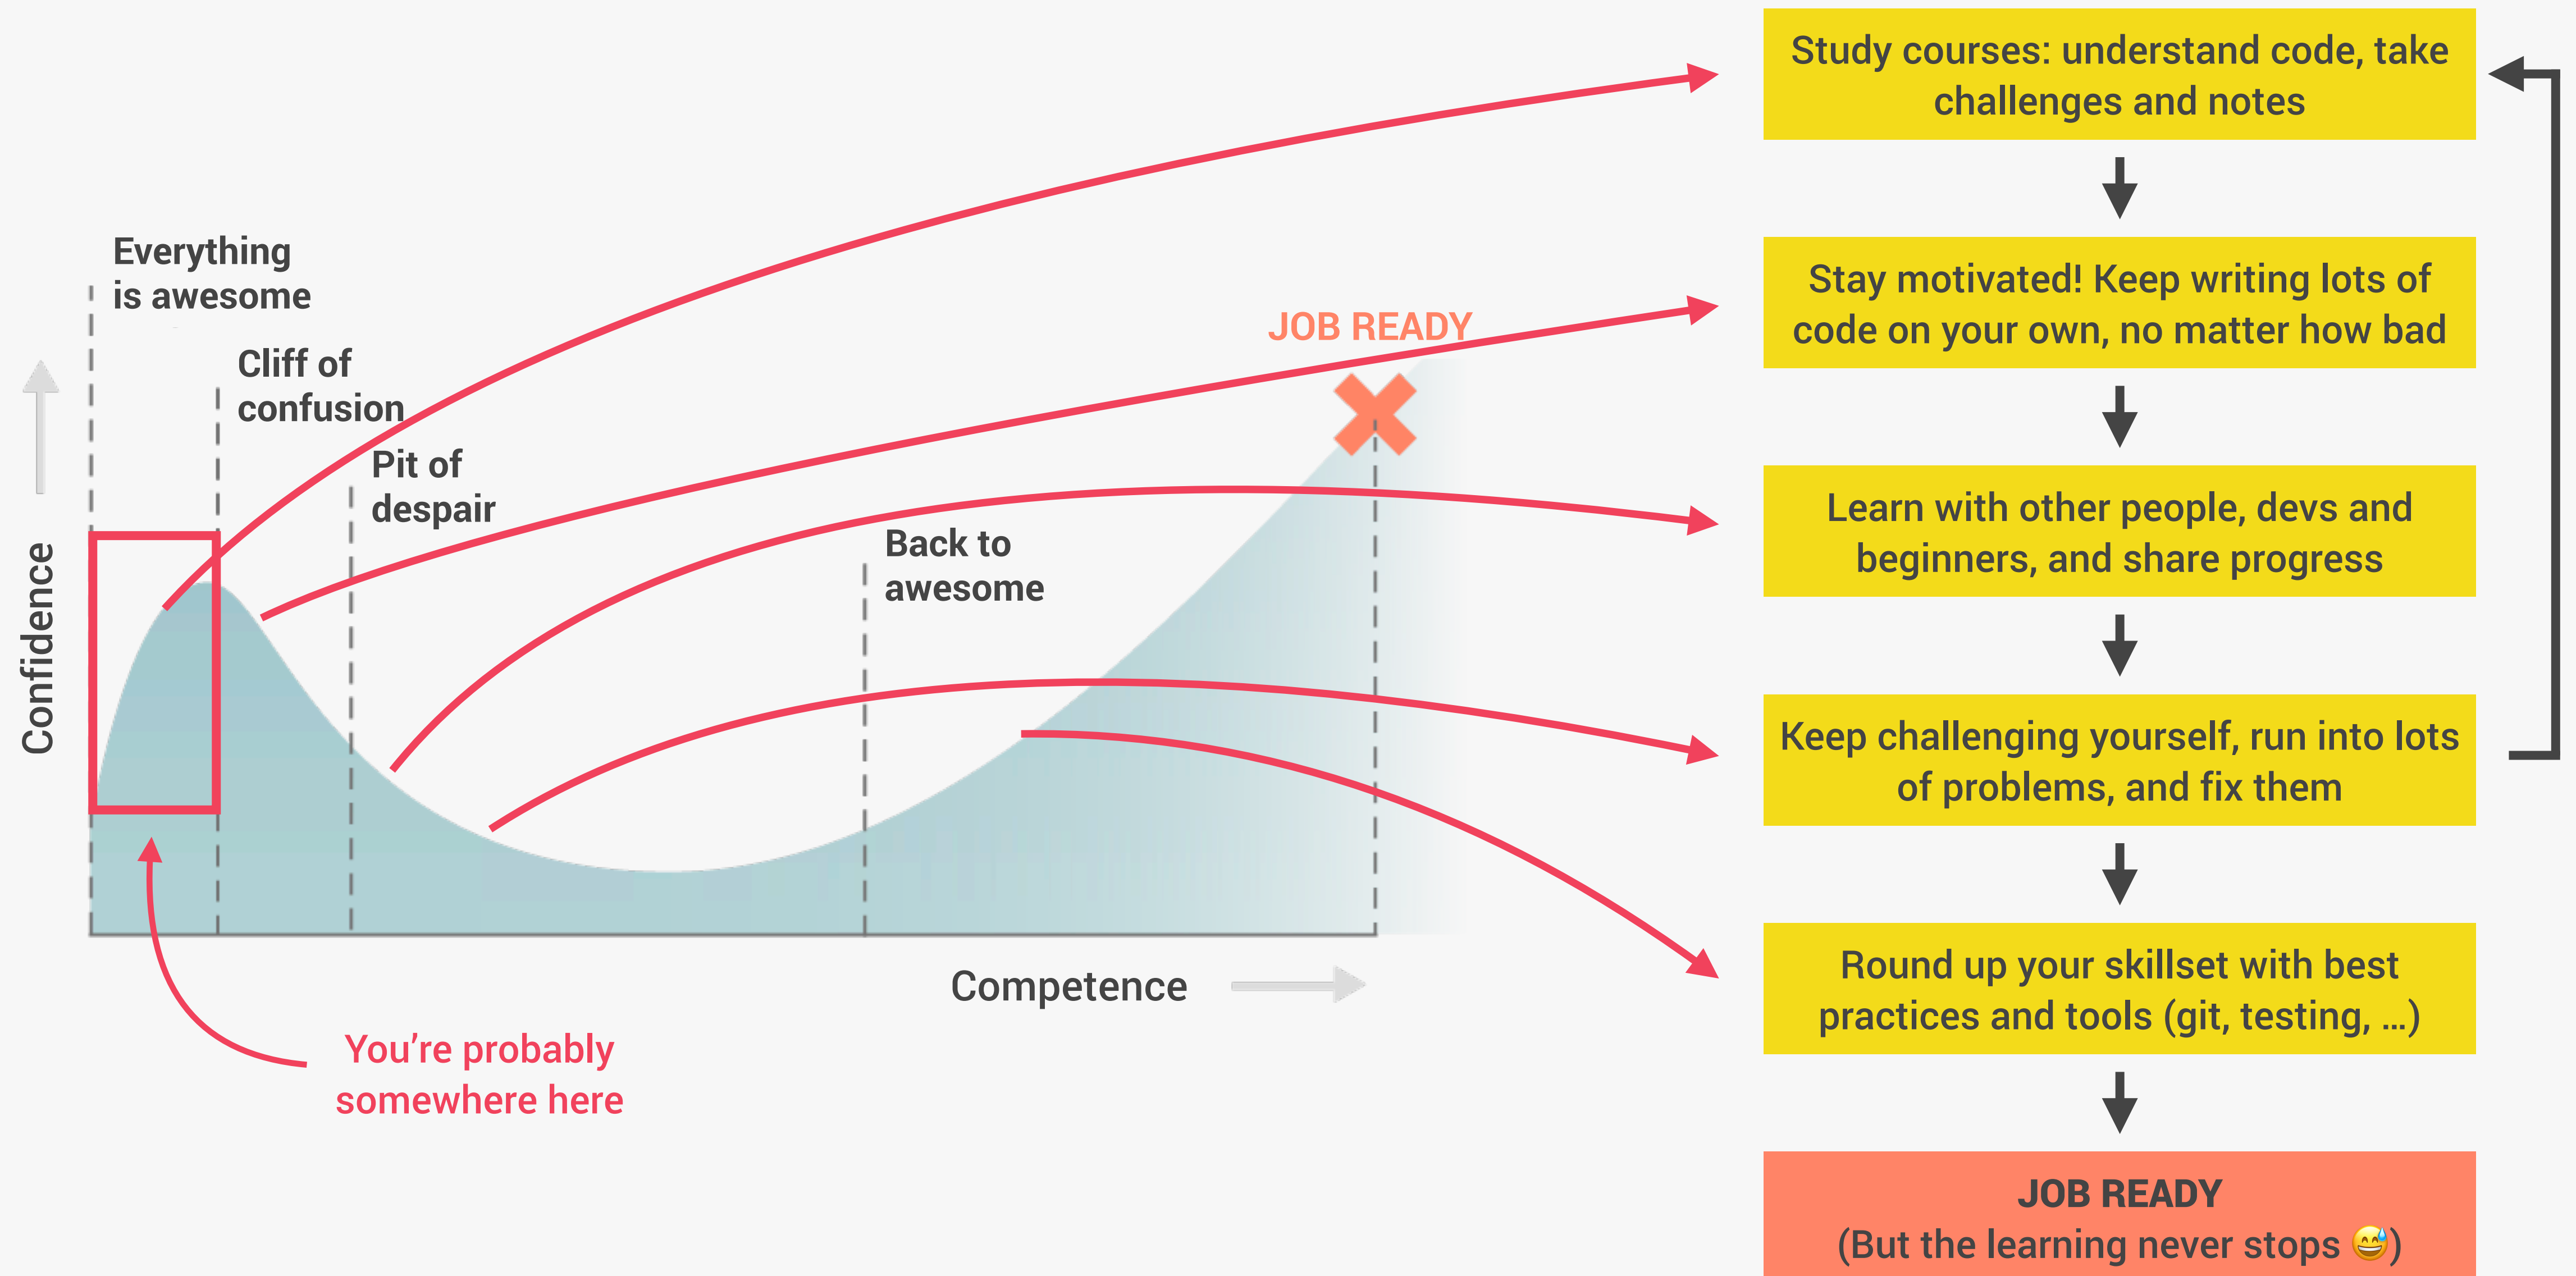 Everything
is awesome
Cliff of
confusion
Pit of
despair
Back to
awesome
JOB READY
Confidence
Competence
You’re probably
somewhere here
Study courses: understand code, take
challenges and notes
Stay motivated! Keep writing lots of
code on your own, no matter how bad
Learn with other people, devs and
beginners, and share progress
Keep challenging yourself, run into lots
of problems, and fix them
Round up your skillset with best
practices and tools (git, testing, …)
JOB READY
(But the learning never stops 😅)